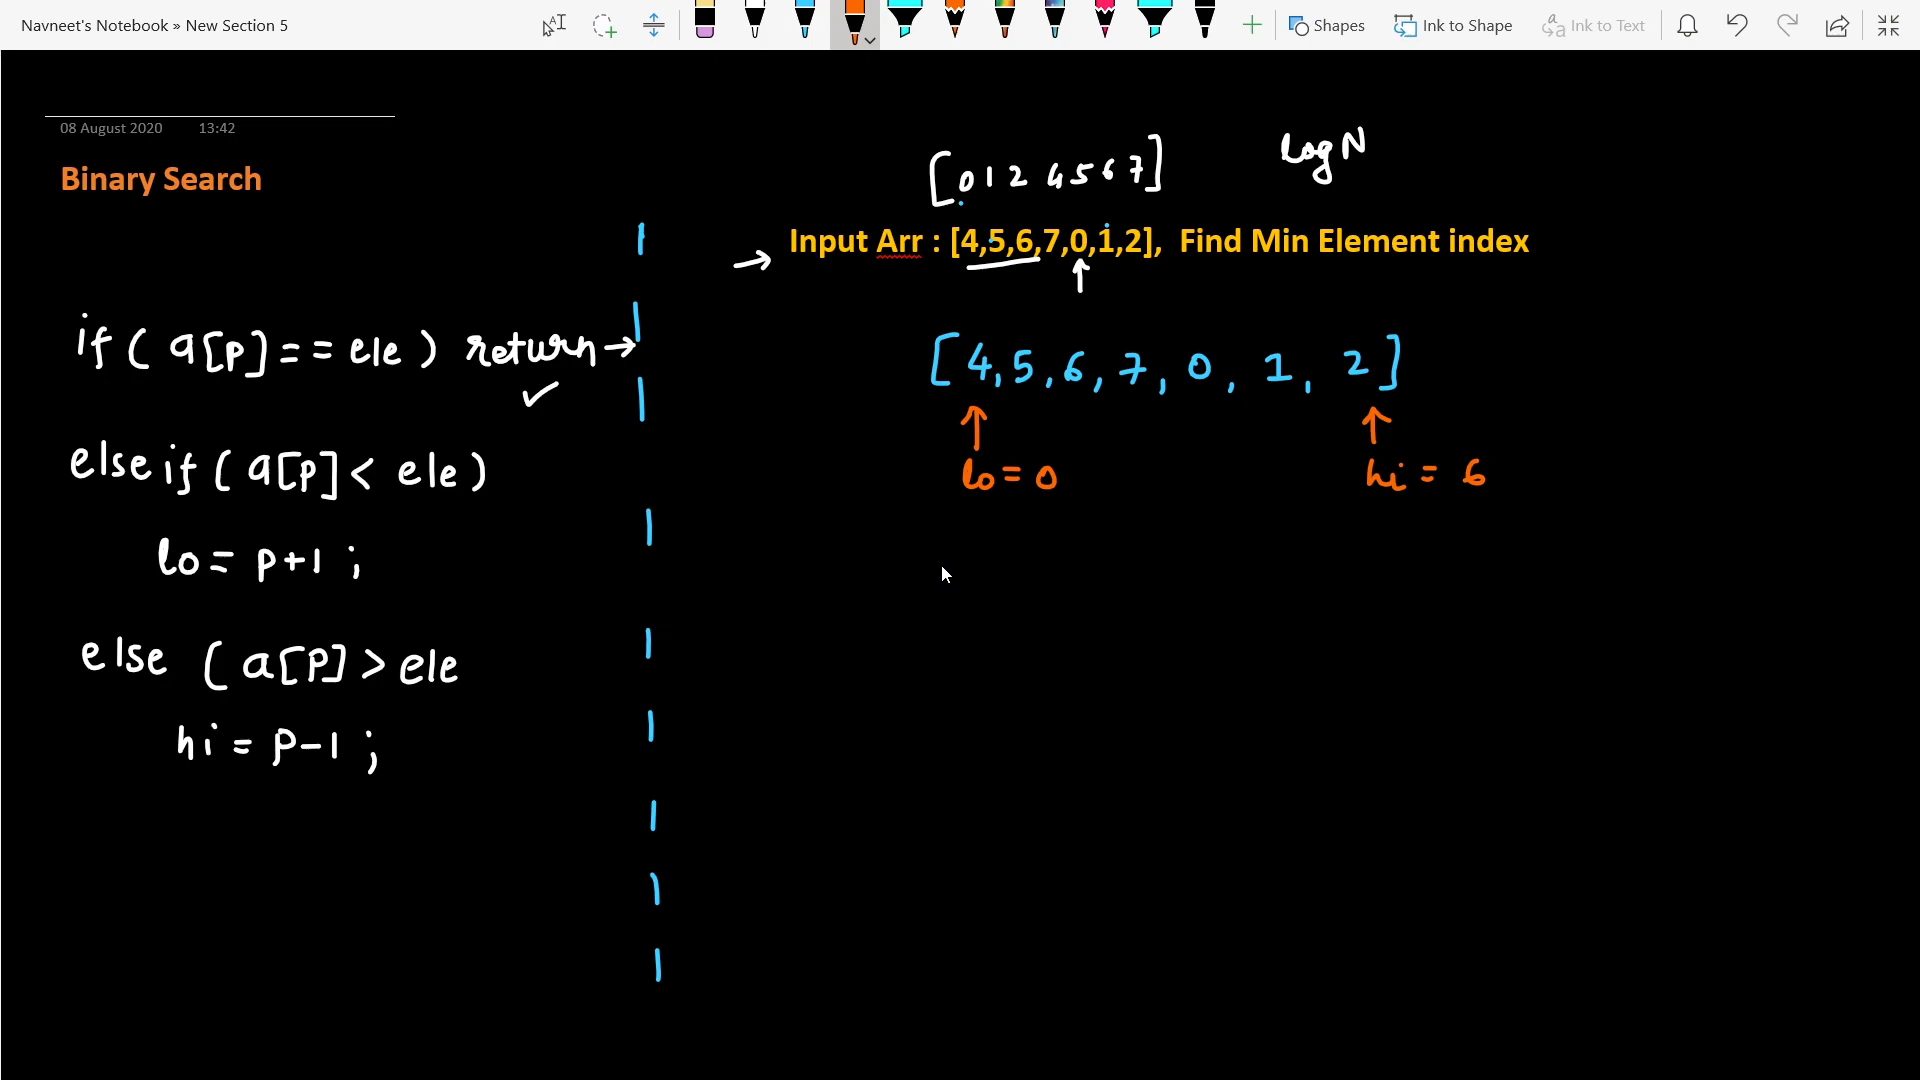 Navneet's Notebook » New Section 5
Shapes
Ink to Shape
Ink to Text
08 August 2020 13:42
Binary Search
[0 1 2 4 5 6 7]
log N
Input Arr : [4,5,6,7,0,1,2], Find Min Element index
if ( a[p] == ele ) return →
else if ( a[p] < ele )
lo = p+1 ;
else ( a[p] > ele
hi = p-1 ;
[4, 5, 6, 7, 0, 1, 2]
lo = 0
hi = 6